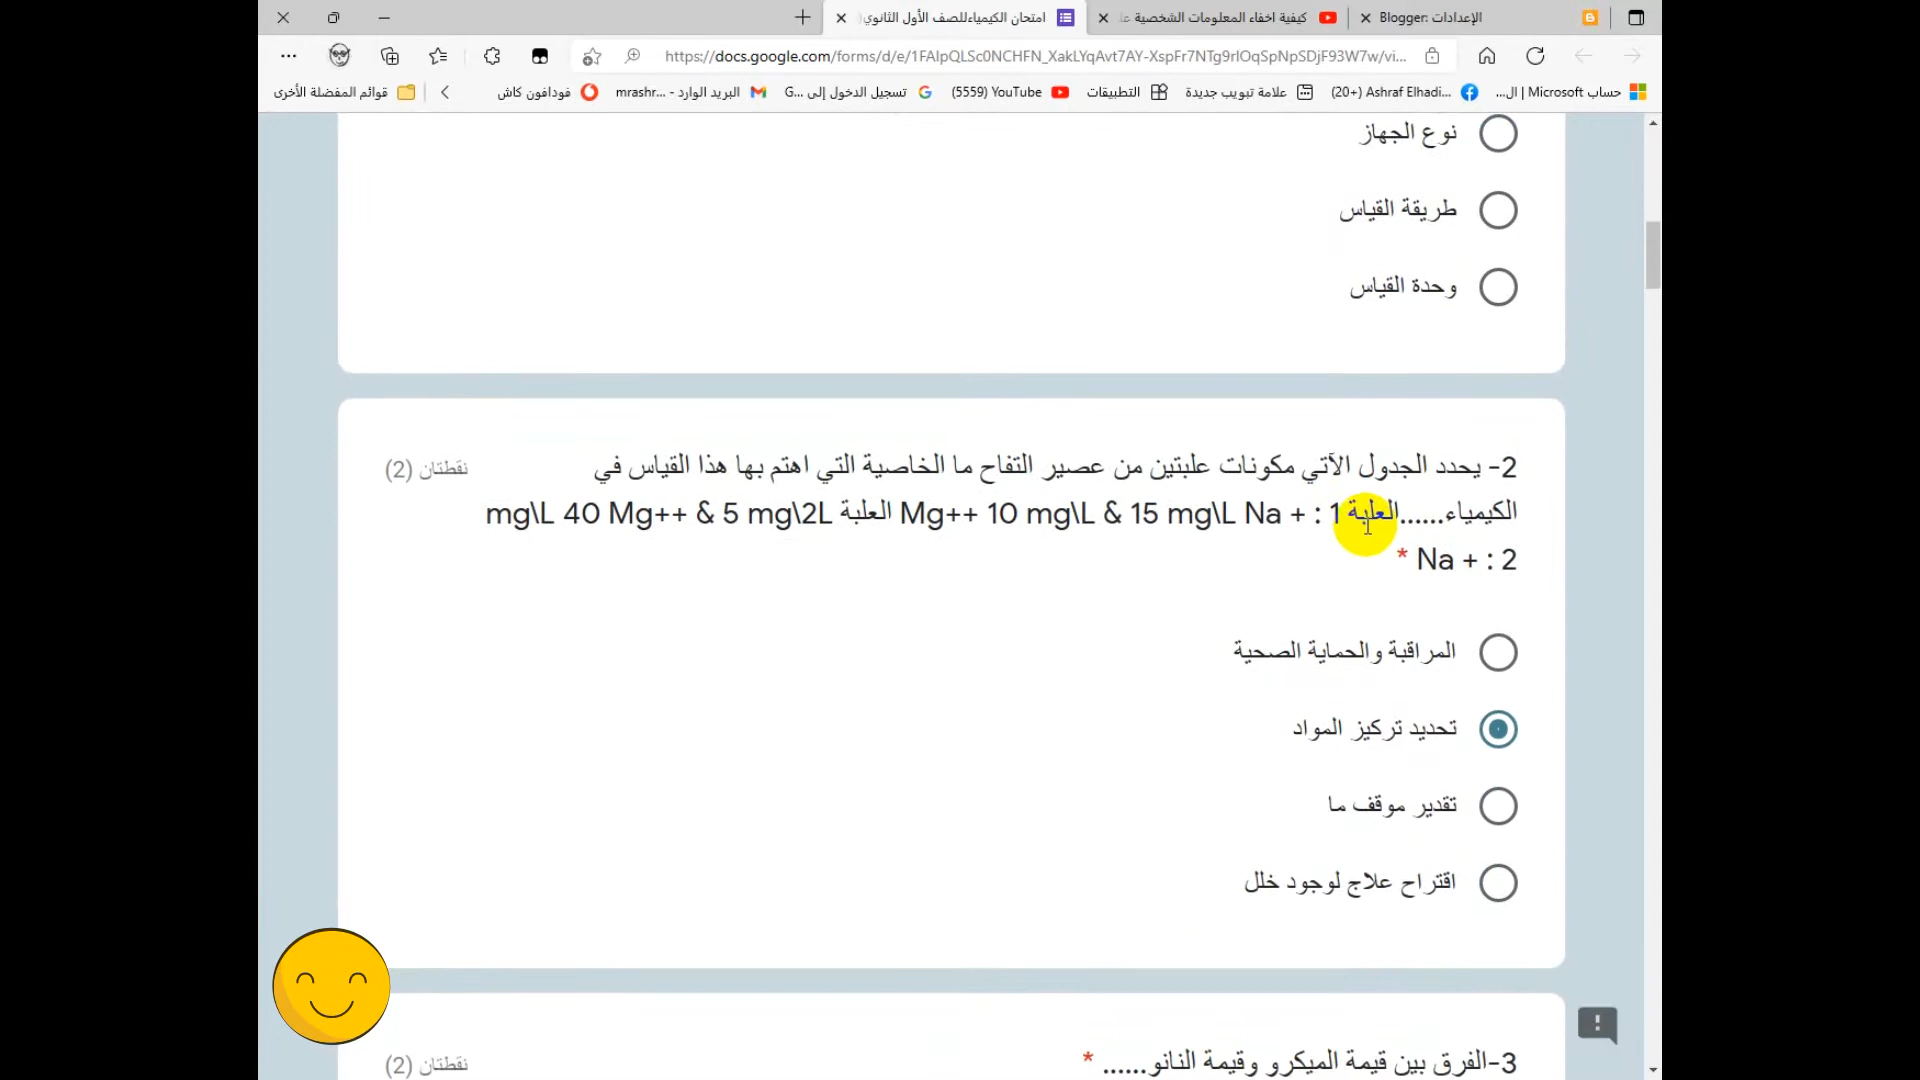 امتحان الكيمياءللصف الأول الثانوي(
كيفية اخفاء المعلومات الشخصية عا
الإعدادات: Blogger
https://docs.google.com/forms/d/e/1FAIpQLSc0NCHFN_XakLYqAvt7AY-XspFr7NTg9rlOqSpNpSDjF93W7w/vi...
حساب Microsoft | ال...
(20+) Ashraf Elhadi...
علامة تبويب جديدة
التطبيقات
(5559) YouTube
تسجيل الدخول إلى G...
البريد الوارد - mrashr...
فودافون كاش
قوائم المفضلة الأخرى
نوع الجهاز
طريقة القياس
وحدة القياس
2- يحدد الجدول الآتي مكونات علبتين من عصير التفاح ما الخاصية التي اهتم بها هذا القياس في
نقطتان (2)
الكيمياء......العلبة 1 : + Mg++ 10 mg\L & 15 mg\L Na العلبة mg\L 40 Mg++ & 5 mg\2L
Na + : 2 *
المراقبة والحماية الصحية
تحديد تركيز المواد
تقدير موقف ما
اقتراح علاج لوجود خلل
3-الفرق بين قيمة الميكرو وقيمة النانو...... *
نقطتان (2)